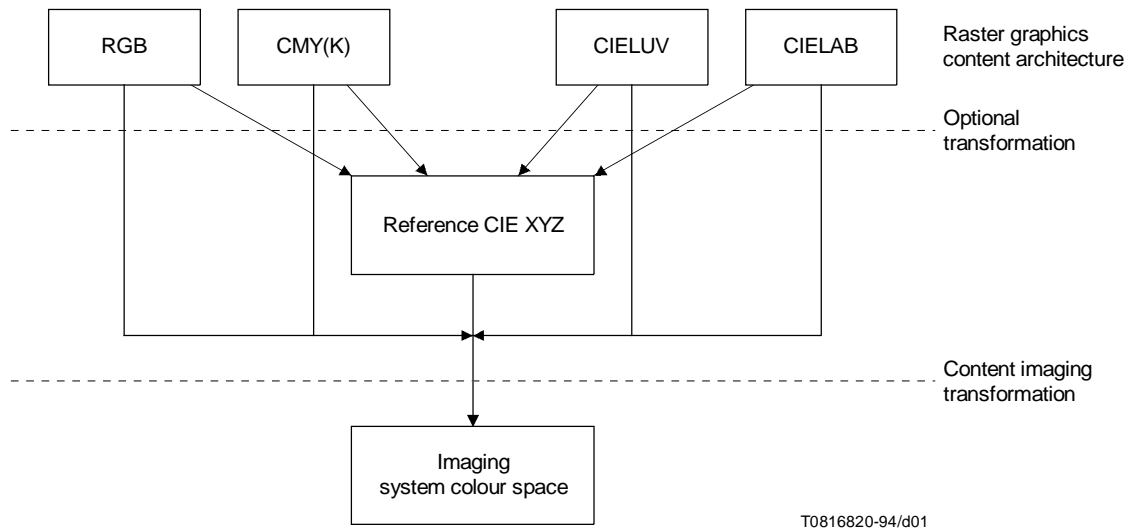 RGB
CMY(K)
CIELUV
CIELAB
Raster graphics
content architecture
Optional
transformation
Reference CIE XYZ
Content imaging
transformation
Imaging
system colour space
T0816820-94/d01